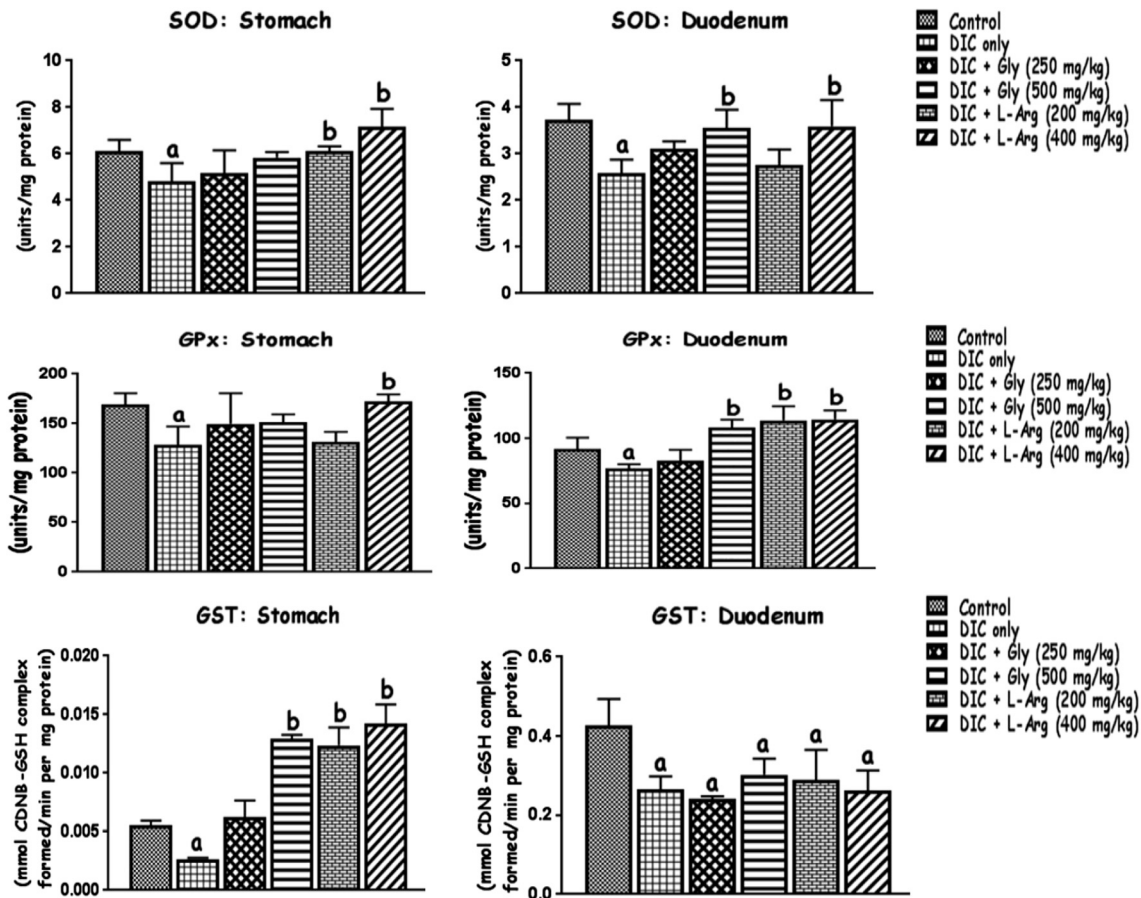 SOD: Stomach
(units/mg protein)
10
8
6
4
2
0
a
b
b
SOD: Duodenum
(units/mg protein)
5
4
3
2
1
0
a
b
b
Control
DIC only
DIC + Gly (250 mg/kg)
DIC + Gly (500 mg/kg)
DIC + L-Arg (200 mg/kg)
DIC + L-Arg (400 mg/kg)
GPx: Stomach
(units/mg protein)
200
150
100
50
0
a
b
GPx: Duodenum
(units/mg protein)
150
100
50
0
a
b
b
b
Control
DIC only
DIC + Gly (250 mg/kg)
DIC + Gly (500 mg/kg)
DIC + L-Arg (200 mg/kg)
DIC + L-Arg (400 mg/kg)
GST: Stomach
(mmol CDNB-GSH complex
formed/min per mg protein)
0.020
0.015
0.010
0.005
0.000
a
b
b
b
GST: Duodenum
(mmol CDNB-GSH complex
formed/min per mg protein)
0.6
0.4
0.2
0.0
a
a
a
a
a
Control
DIC only
DIC + Gly (250 mg/kg)
DIC + Gly (500 mg/kg)
DIC + L-Arg (200 mg/kg)
DIC + L-Arg (400 mg/kg)